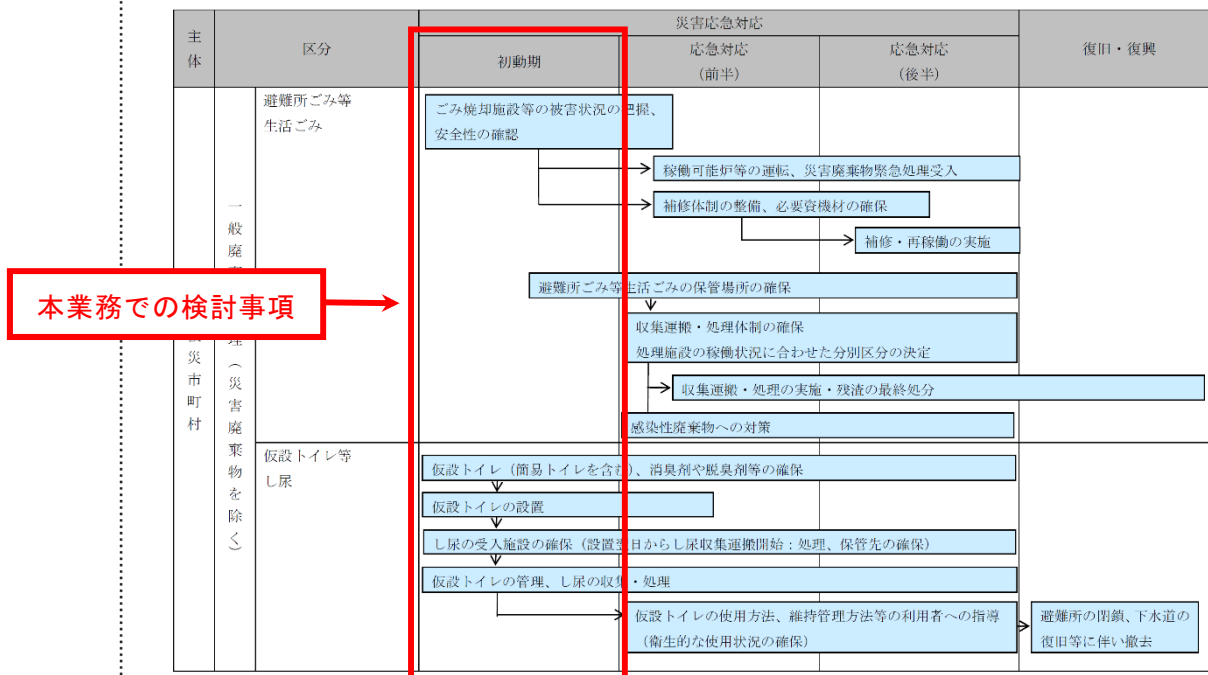 主体
区分
災害応急対応
初動期
応急対応
(前半)
応急対応
(後半)
復旧・復興
避難所ごみ等
生活ごみ
ごみ焼却施設等の被害状況の把握、
安全性の確認
稼働可能炉等の運転、災害廃棄物緊急処理受入
補修体制の整備、必要資機材の確保
補修・再稼働の実施
避難所ごみ等生活ごみの保管場所の確保
収集運搬・処理体制の確保
処理施設の稼働状況に合わせた分別区分の決定
収集運搬・処理の実施・残渣の最終処分
感染性廃棄物への対策
本業務での検討事項
災市町村
一般廃
理（災害廃棄物を除く）
仮設トイレ等
し尿
仮設トイレ（簡易トイレを含む）、消臭剤や脱臭剤等の確保
仮設トイレの設置
し尿の受入施設の確保（設置翌日からし尿収集運搬開始：処理、保管先の確保）
仮設トイレの管理、し尿の収集・処理
仮設トイレの使用方法、維持管理方法等の利用者への指導
（衛生的な使用状況の確保）
避難所の閉鎖、下水道の
復旧等に伴い撤去